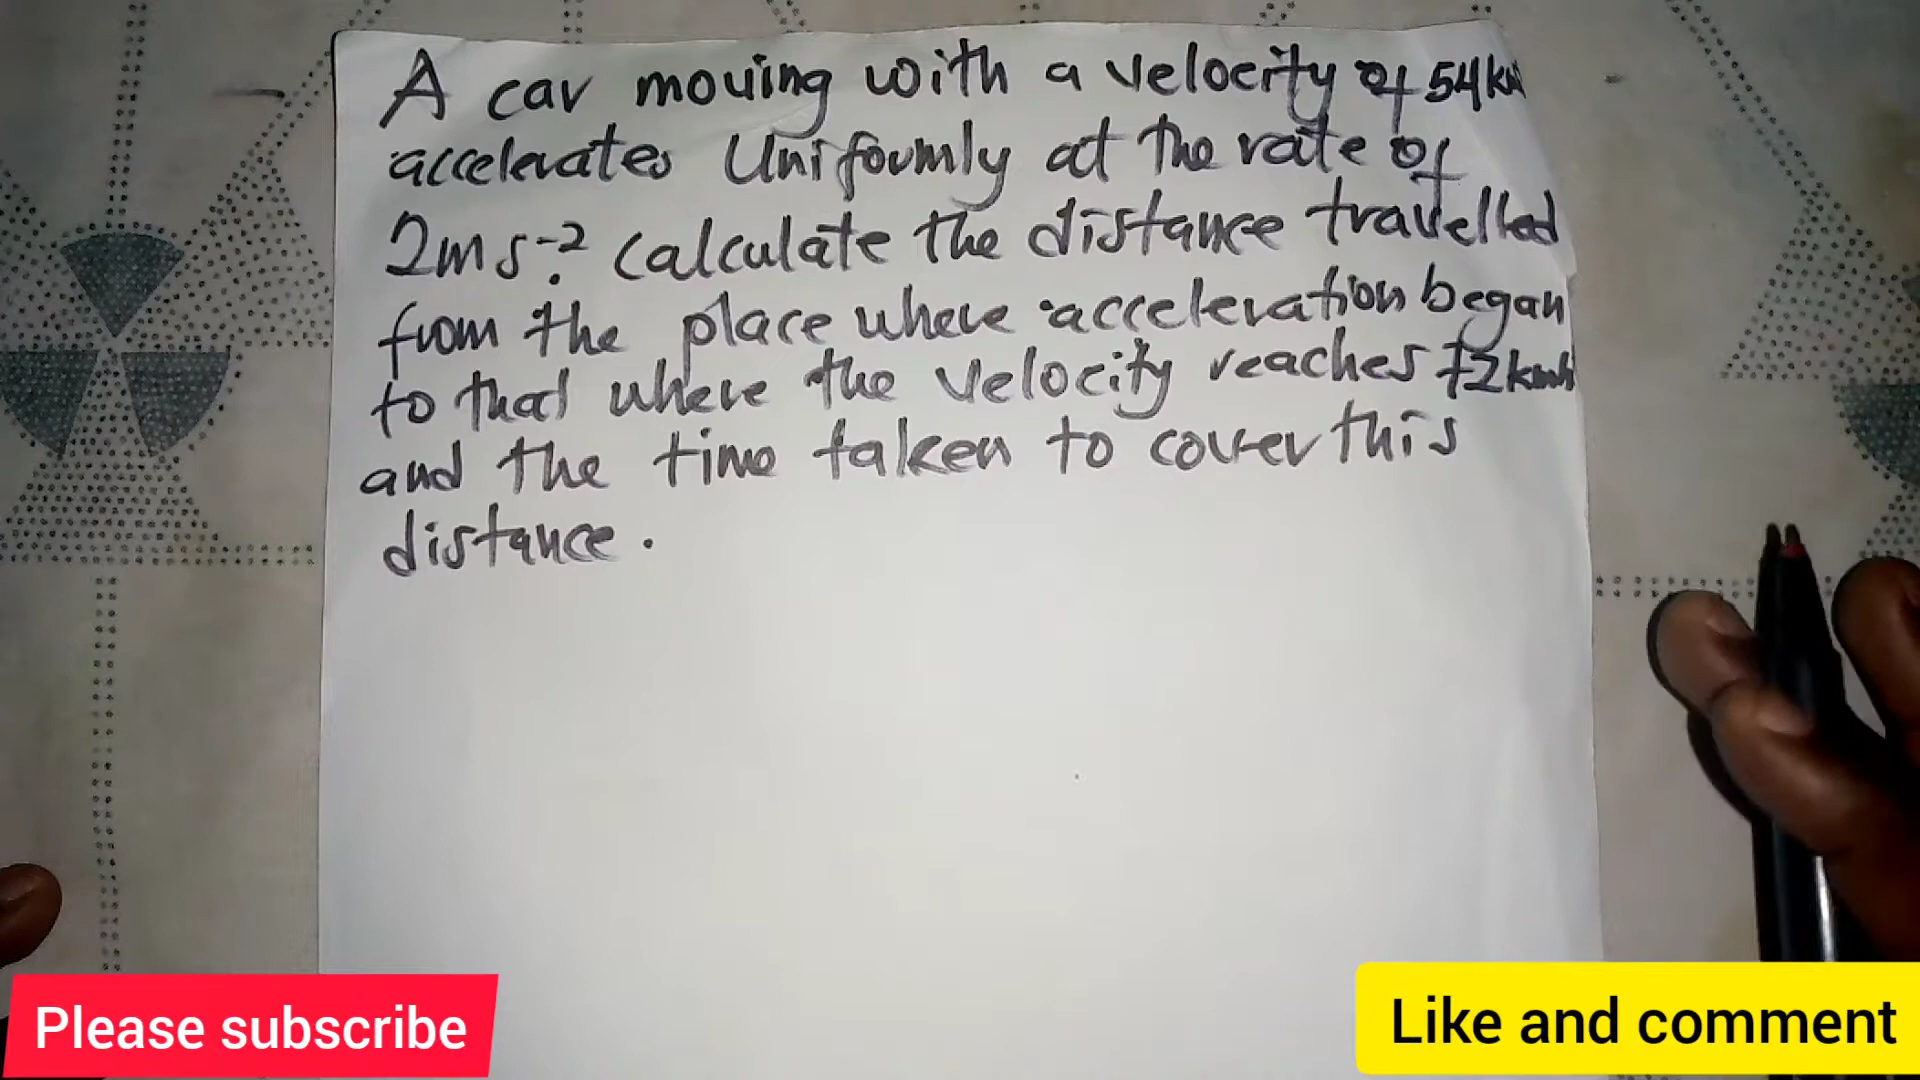 A car moving with a velocity of 54km
accelerates Uniformly at the rate of
2ms⁻². calculate the distance travelled
from the place where acceleration began
to that where the velocity reaches 72kmh
and the time taken to cover this
distance.
Please subscribe
Like and comment